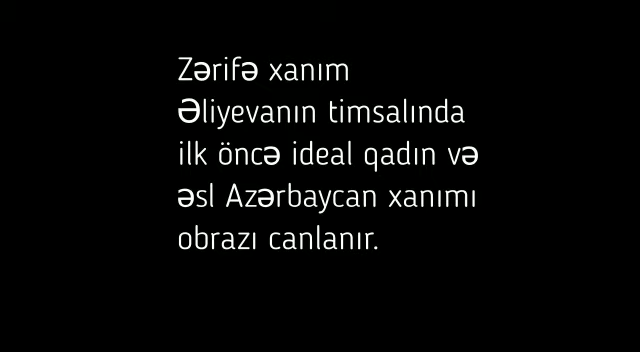 Zərifə xanım
Əliyevanın timsalında
ilk öncə ideal qadın və
əsl Azərbaycan xanımı
obrazı canlanır.